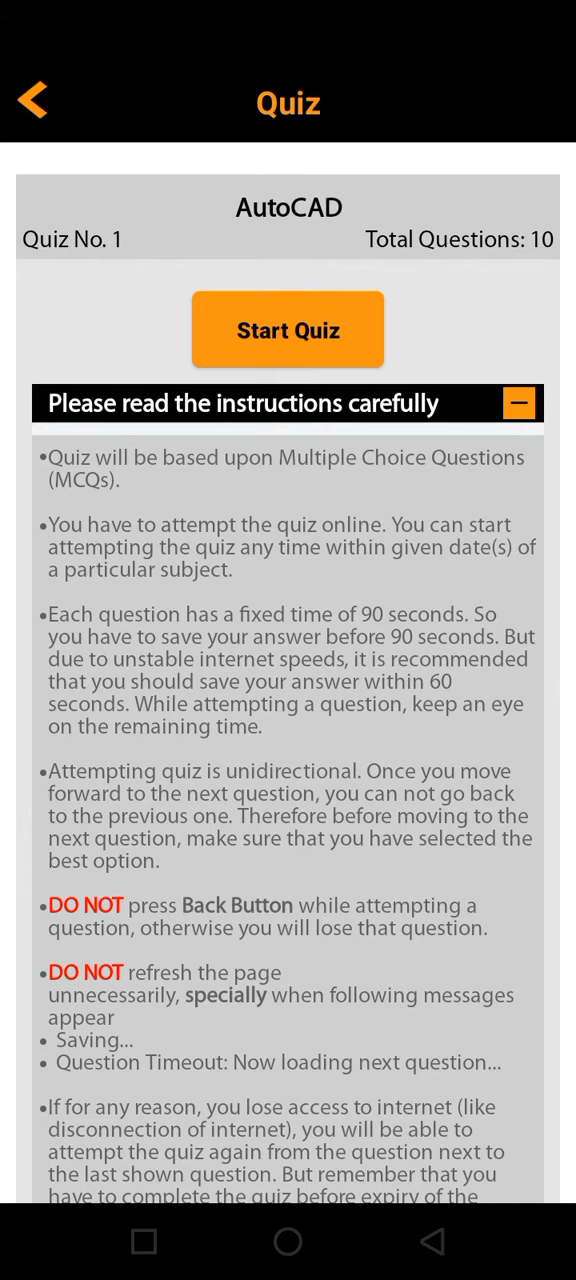 Quiz
AutoCAD
Quiz No. 1
Total Questions: 10
Start Quiz
Please read the instructions carefully
•Quiz will be based upon Multiple Choice Questions
(MCQs).
•You have to attempt the quiz online. You can start
attempting the quiz any time within given date(s) of
a particular subject.
•Each question has a fixed time of 90 seconds. So
you have to save your answer before 90 seconds. But
due to unstable internet speeds, it is recommended
that you should save your answer within 60
seconds. While attempting a question, keep an eye
on the remaining time.
•Attempting quiz is unidirectional. Once you move
forward to the next question, you can not go back
to the previous one. Therefore before moving to the
next question, make sure that you have selected the
best option.
•DO NOT press Back Button while attempting a
question, otherwise you will lose that question.
•DO NOT refresh the page
unnecessarily, specially when following messages
appear
• Saving...
• Question Timeout: Now loading next question...
•If for any reason, you lose access to internet (like
disconnection of internet), you will be able to
attempt the quiz again from the question next to
the last shown question. But remember that you
have to complete the quiz before expiry of the